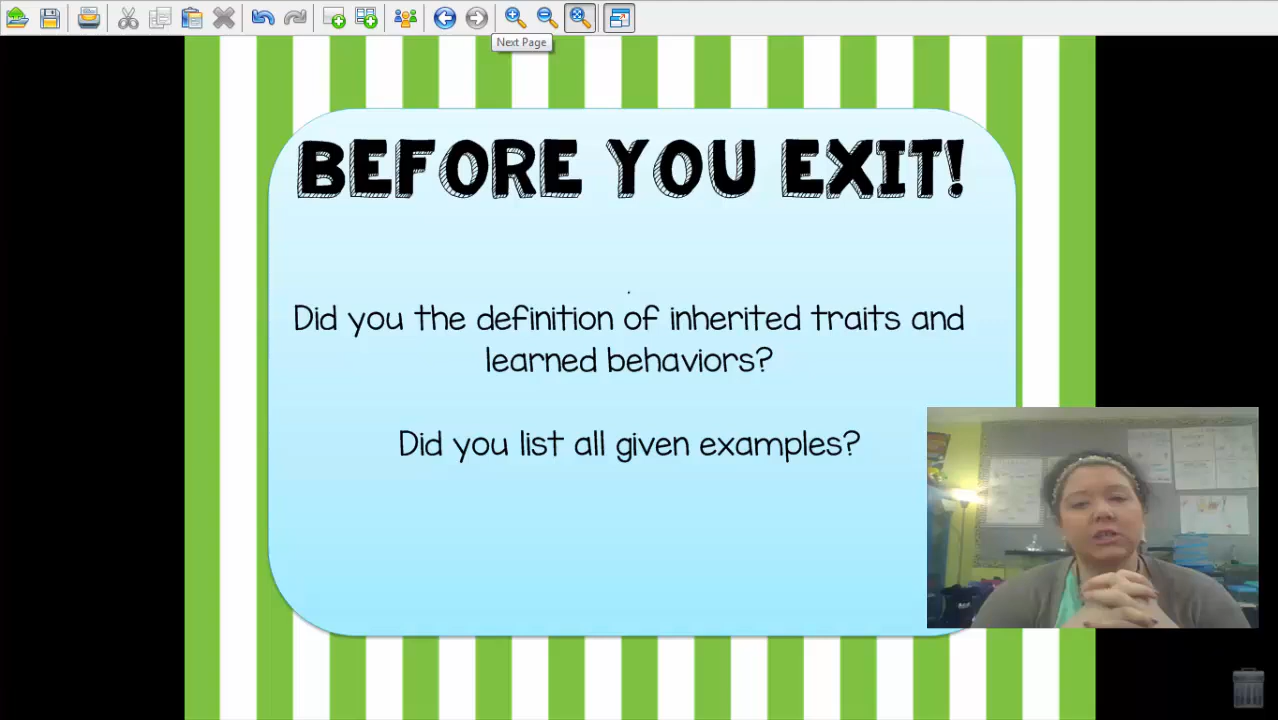 Next Page
BEFORE YOU EXIT!
Did you the definition of inherited traits and
learned behaviors?
Did you list all given examples?